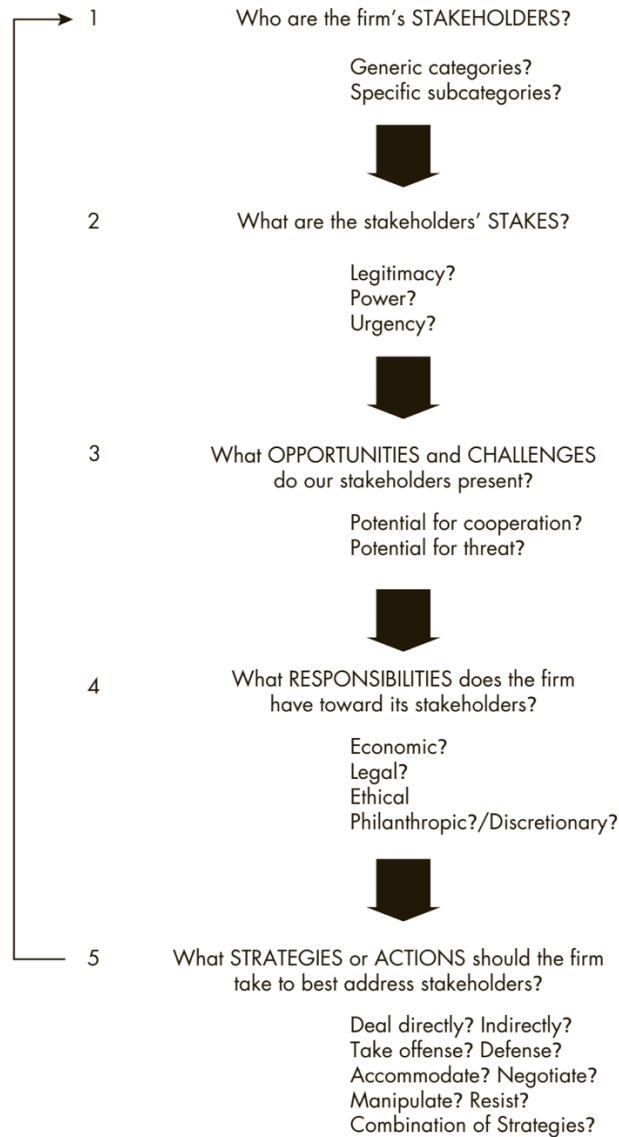 1 Who are the firm's STAKEHOLDERS?
Generic categories?
Specific subcategories?
2 What are the stakeholders' STAKES?
Legitimacy?
Power?
Urgency?
3 What OPPORTUNITIES and CHALLENGES
do our stakeholders present?
Potential for cooperation?
Potential for threat?
4 What RESPONSIBILITIES does the firm
have toward its stakeholders?
Economic?
Legal?
Ethical
Philanthropic?/Discretionary?
5 What STRATEGIES or ACTIONS should the firm
take to best address stakeholders?
Deal directly? Indirectly?
Take offense? Defense?
Accommodate? Negotiate?
Manipulate? Resist?
Combination of Strategies?